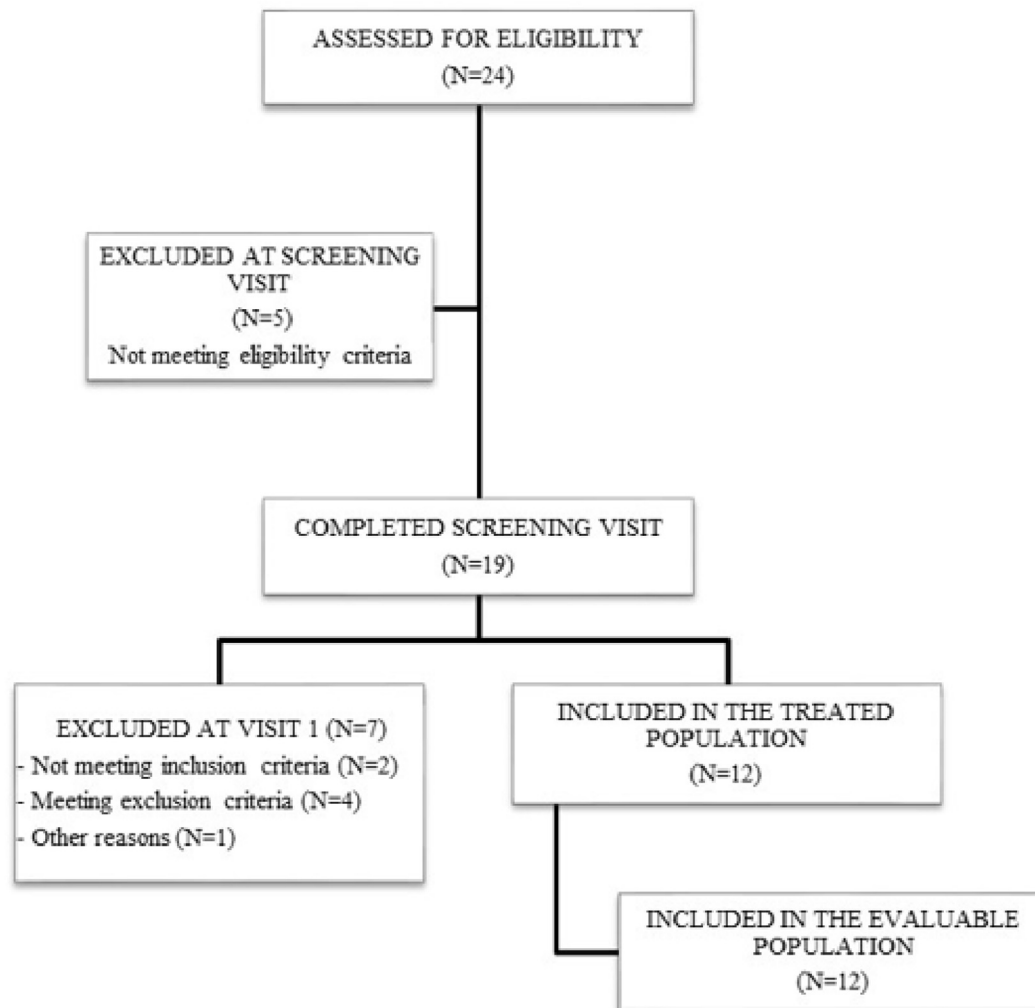 ASSESSED FOR ELIGIBILITY
(N=24)
EXCLUDED AT SCREENING
VISIT
(N=5)
Not meeting eligibility criteria
COMPLETED SCREENING VISIT
(N=19)
EXCLUDED AT VISIT 1 (N=7)
- Not meeting inclusion criteria (N=2)
- Meeting exclusion criteria (N=4)
- Other reasons (N=1)
INCLUDED IN THE TREATED
POPULATION
(N=12)
INCLUDED IN THE EVALUABLE
POPULATION
(N=12)